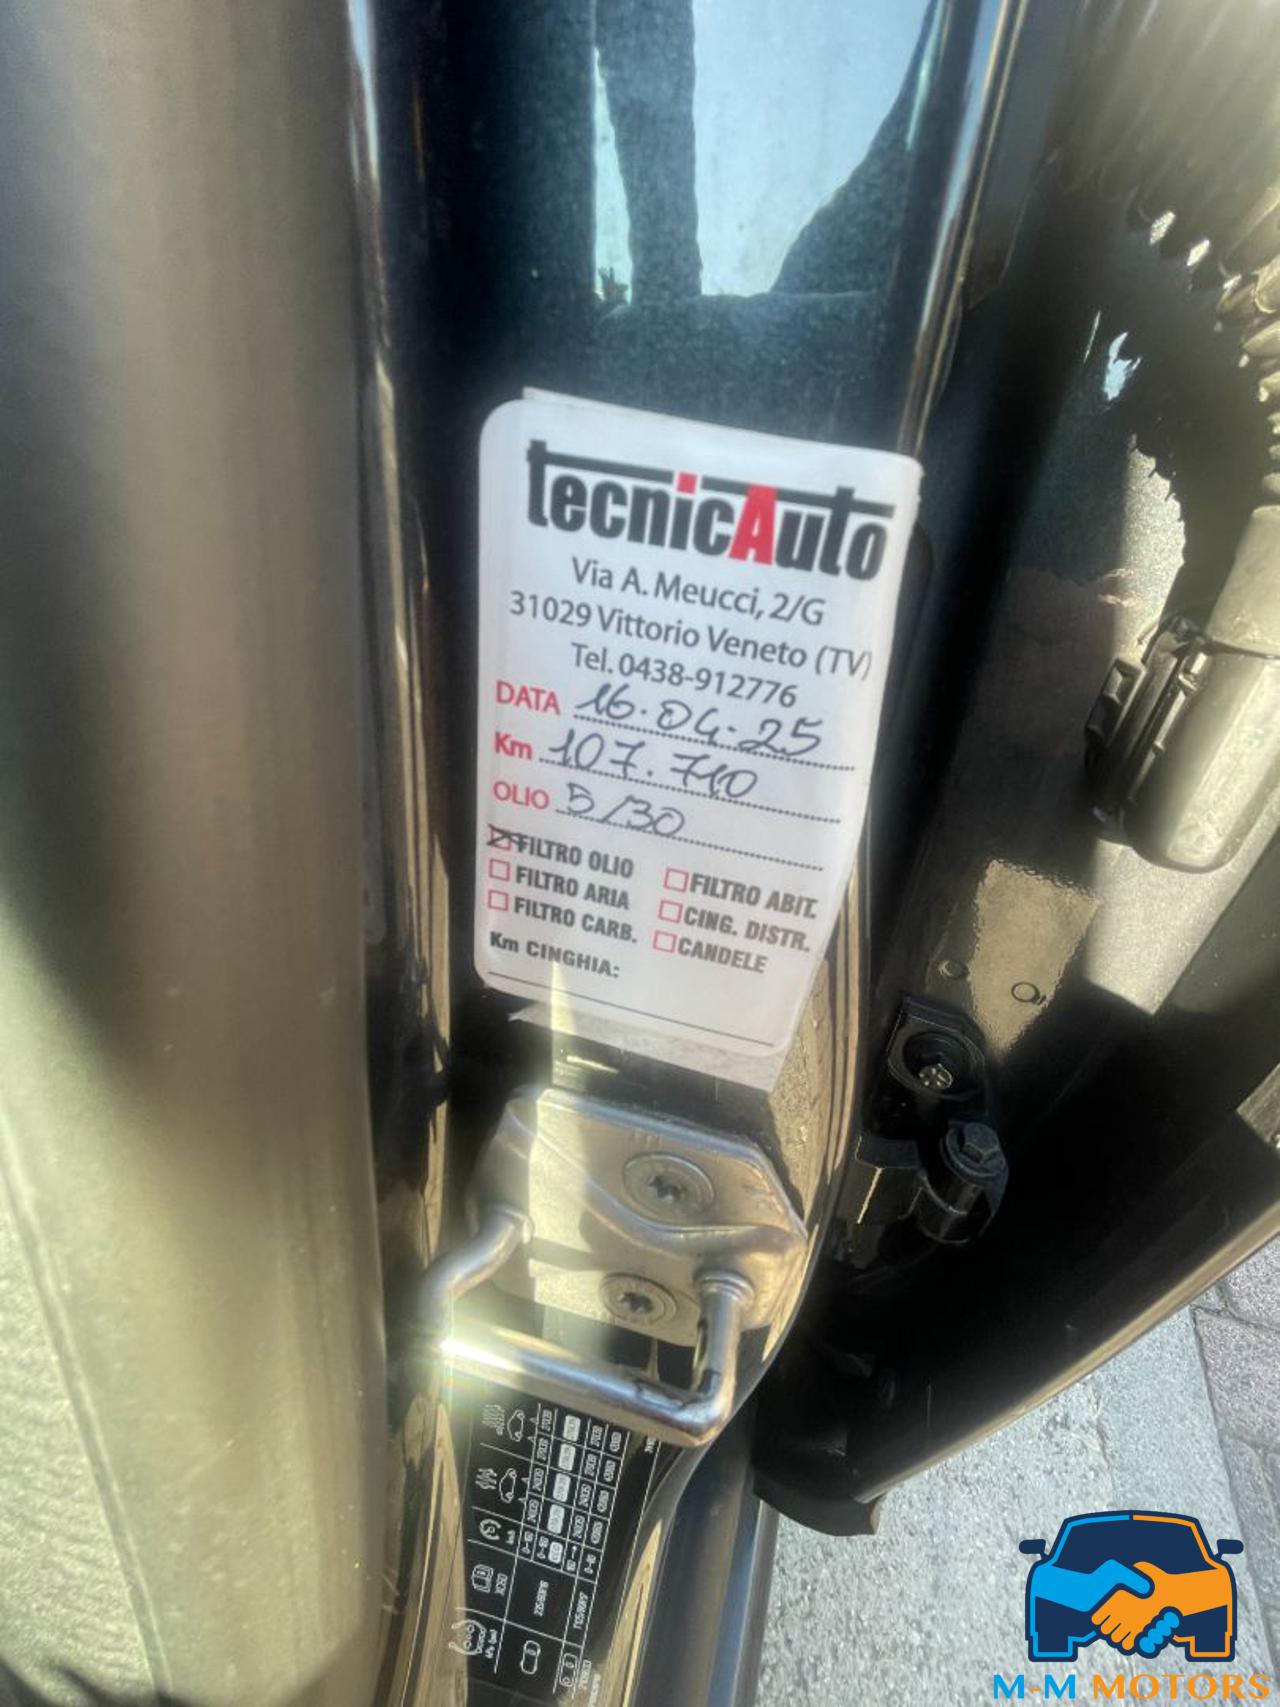 tecnicAuto
Via A. Meucci, 2/G
31029 Vittorio Veneto (TV)
Tel. 0438-912776
DATA 16.04.25
Km 107.710
OLIO 5/30
FILTRO OLIO
FILTRO ARIA
FILTRO CARB.
FILTRO ABIT.
CING. DISTR.
CANDELE
Km CINGHIA:
XC60
M-M MOTORS